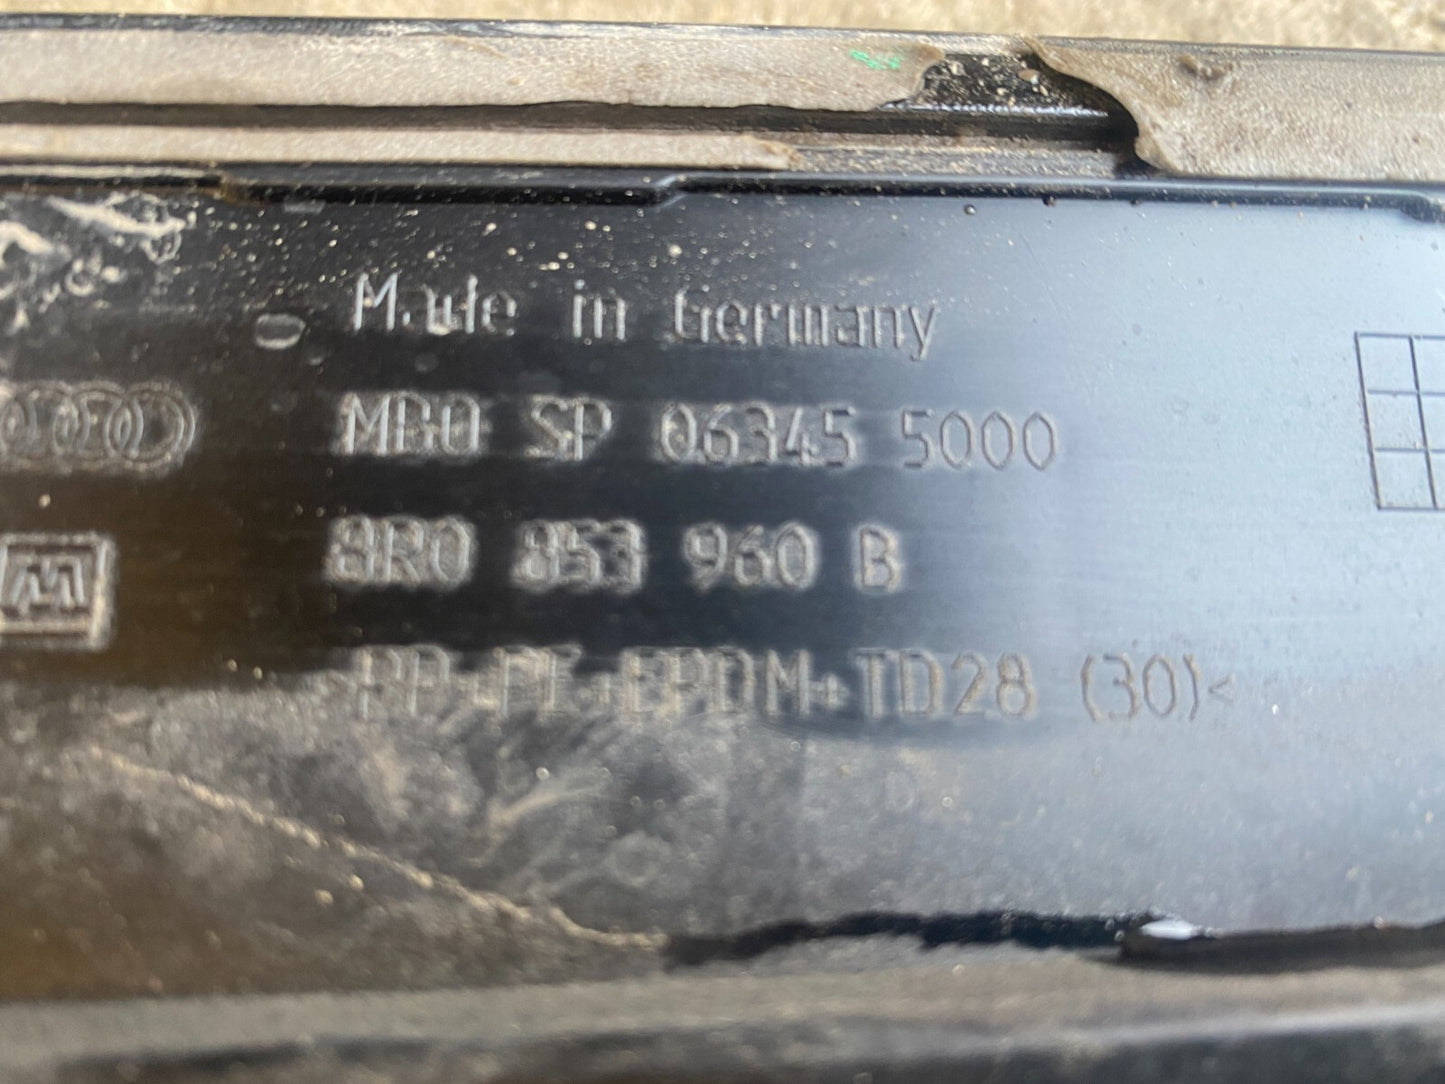 Made in Germany
MBO SP 06345 5000
8R0 853 960 B
>PP+PE+EPDM+TD28 (30)<